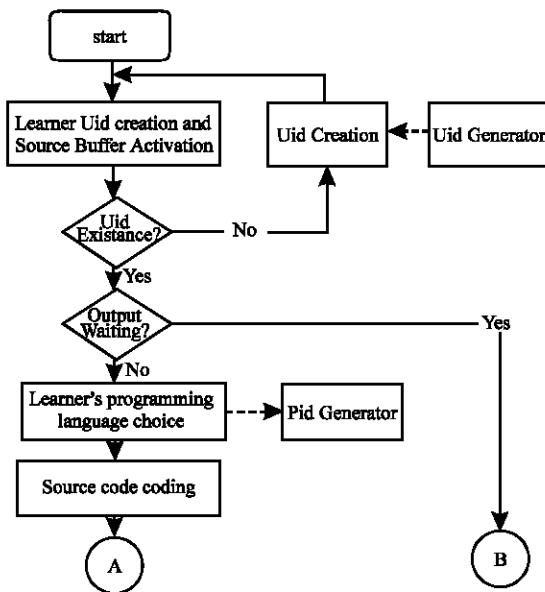 start
Learner Uid creation and
Source Buffer Activation
Uid Creation
Uid Generator
Uid
Existance?
No
Yes
Output
Waiting?
Yes
No
Learner's programming
language choice
Pid Generator
Source code coding
A
B